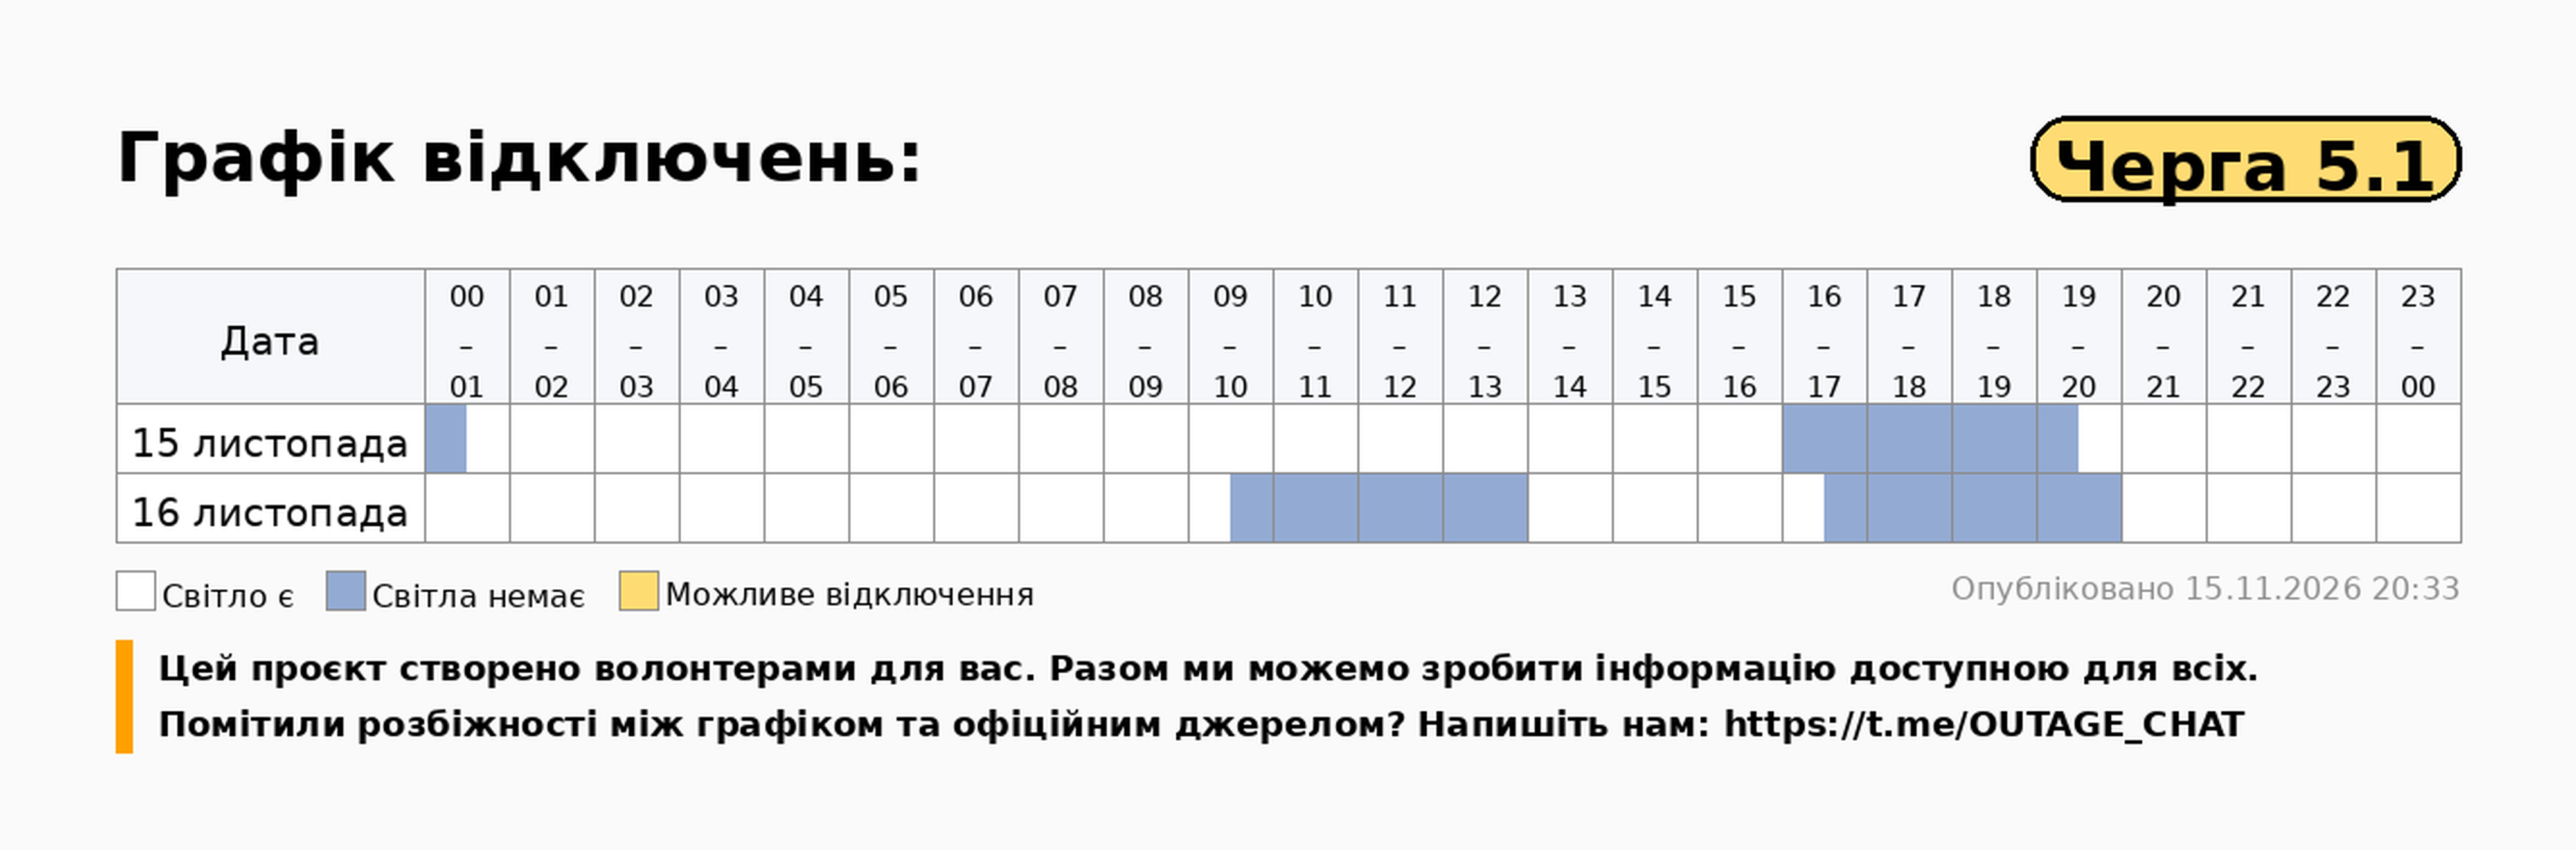 Графік відключень:
Черга 5.1
Дата 00 – 01 01 – 02 02 – 03 03 – 04 04 – 05 05 – 06 06 – 07 07 – 08 08 – 09 09 – 10 10 – 11 11 – 12 12 – 13 13 – 14 14 – 15 15 – 16 16 – 17 17 – 18 18 – 19 19 – 20 20 – 21 21 – 22 22 – 23 23 – 00
15 листопада
16 листопада
Світло є Світла немає Можливе відключення
Опубліковано 15.11.2026 20:33
Цей проєкт створено волонтерами для вас. Разом ми можемо зробити інформацію доступною для всіх.
Помітили розбіжності між графіком та офіційним джерелом? Напишіть нам: https://t.me/OUTAGE_CHAT